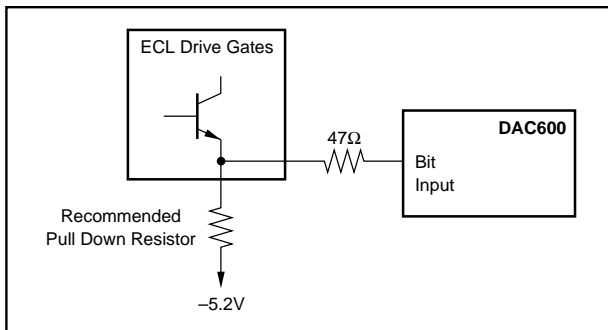 ECL Drive Gates
47Ω
DAC600
Bit
Input
Recommended
Pull Down Resistor
–5.2V